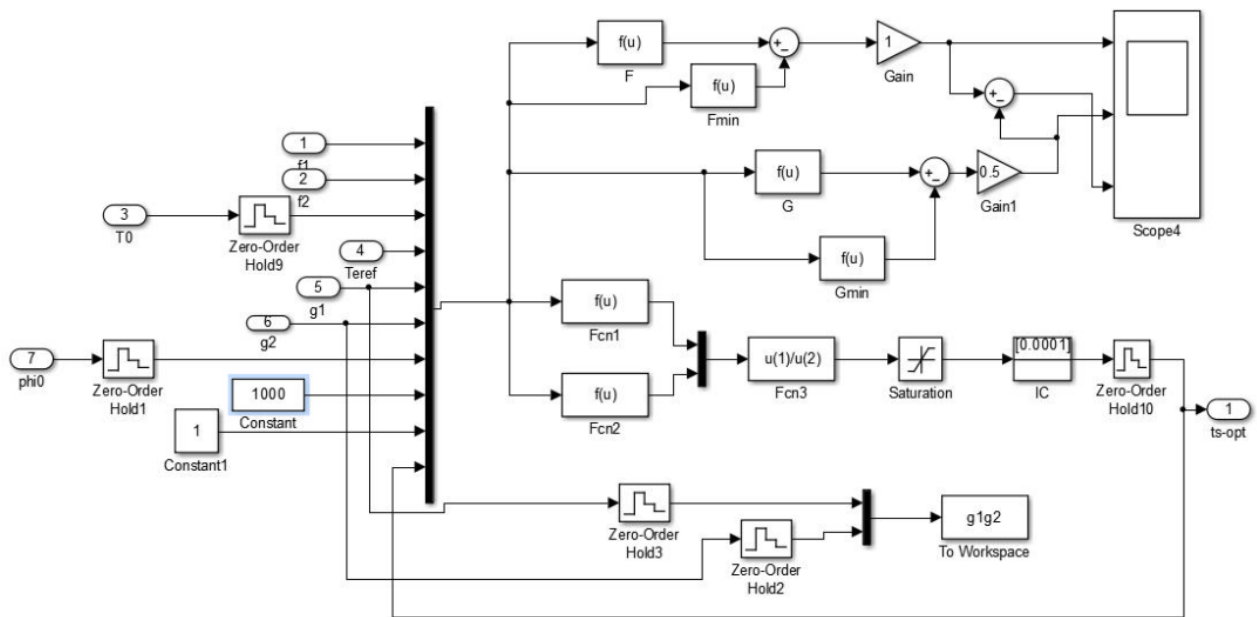 f(u)
F
+
−
1
Gain
f(u)
Fmin
+
−
1
f1
2
f2
3
T0
Zero-Order
Hold9
4
Teref
f(u)
G
+
−
0.5
Gain1
Scope4
5
g1
f(u)
Gmin
6
g2
f(u)
Fcn1
7
phi0
Zero-Order
Hold1
u(1)/u(2)
Fcn3
Saturation
[0.0001]
IC
Zero-Order
Hold10
1000
Constant
f(u)
Fcn2
1
ts-opt
1
Constant1
Zero-Order
Hold3
g1g2
To Workspace
Zero-Order
Hold2